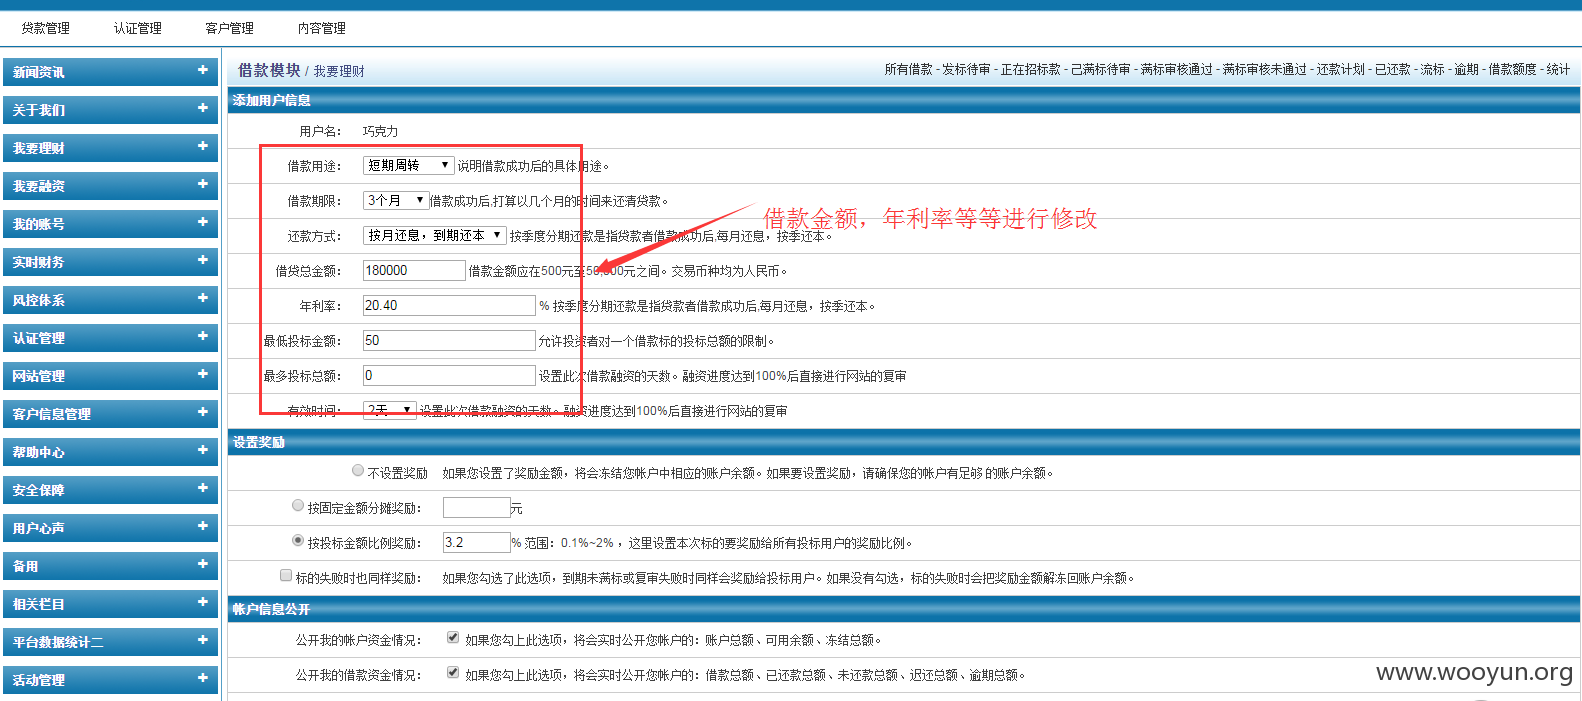 贷款管理 认证管理 客户管理 内容管理
新闻资讯 +
关于我们 +
我要理财 +
我要融资 +
我的账号 +
实时财务 +
风控体系 +
认证管理 +
网站管理 +
客户信息管理 +
帮助中心 +
安全保障 +
用户心声 +
备用 +
相关栏目 +
平台数据统计二 +
活动管理 +
借款模块 / 我要理财
所有借款 - 发标待审 - 正在招标款 - 己满标待审 - 满标审核通过 - 满标审核未通过 - 还款计划 - 已还款 - 流标 - 逾期 - 借款额度 - 统计
添加用户信息
用户名： 巧克力
借款用途： 短期周转 说明借款成功后的具体用途。
借款期限： 3个月 借款成功后,打算以几个月的时间来还清贷款。
还款方式： 按月还息，到期还本 按季度分期还款是指贷款者借款成功后,每月还息，按季还本。
借款金额，年利率等等进行修改
借贷总金额： 180000 借款金额应在500元至50,000元之间。交易币种均为人民币。
年利率： 20.40 % 按季度分期还款是指贷款者借款成功后,每月还息，按季还本。
最低投标金额： 50 允许投资者对一个借款标的投标总额的限制。
最多投标总额： 0 设置此次借款融资的天数。融资进度达到100%后直接进行网站的复审
有效时间： 2天 设置此次借款融资的天数。融资进度达到100%后直接进行网站的复审
设置奖励
不设置奖励 如果您设置了奖励金额，将会冻结您帐户中相应的账户余额。如果要设置奖励，请确保您的帐户有足够 的账户余额。
按固定金额分摊奖励： 元
按投标金额比例奖励： 3.2 % 范围：0.1%~2% ，这里设置本次标的要奖励给所有投标用户的奖励比例。
标的失败时也同样奖励： 如果您勾选了此选项，到期未满标或复审失败时同样会奖励给投标用户。如果没有勾选，标的失败时会把奖励金额解冻回账户余额。
帐户信息公开
公开我的帐户资金情况： 如果您勾上此选项，将会实时公开您帐户的：账户总额、可用余额、冻结总额。
公开我的借款资金情况： 如果您勾上此选项，将会实时公开您帐户的：借款总额、已还款总额、未还款总额、迟还总额、逾期总额。
www.wooyun.org